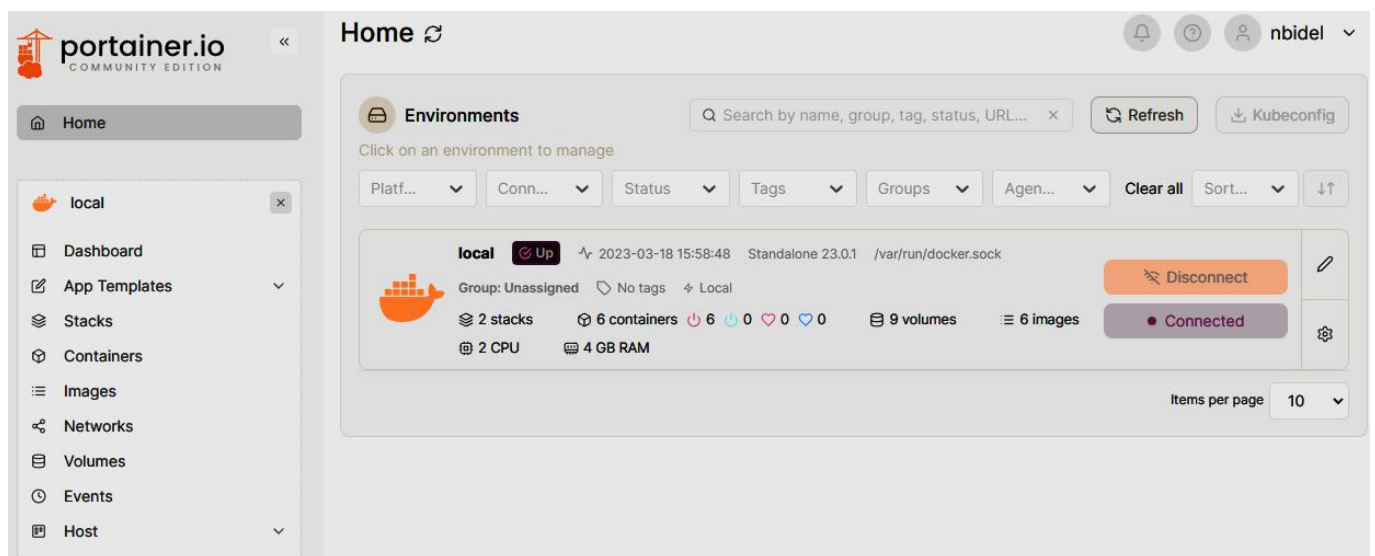 portainer.io
COMMUNITY EDITION
«
Home
local
×
Dashboard
App Templates
Stacks
Containers
Images
Networks
Volumes
Events
Host
Home
nbidel
Environments
Search by name, group, tag, status, URL... ×
Refresh
Kubeconfig
Click on an environment to manage
Platf... Conn... Status Tags Groups Agen... Clear all Sort... ↓↑
local Up 2023-03-18 15:58:48 Standalone 23.0.1 /var/run/docker.sock
Group: Unassigned No tags Local
2 stacks 6 containers 6 0 0 0 9 volumes 6 images
2 CPU 4 GB RAM
Disconnect
Connected
Items per page 10